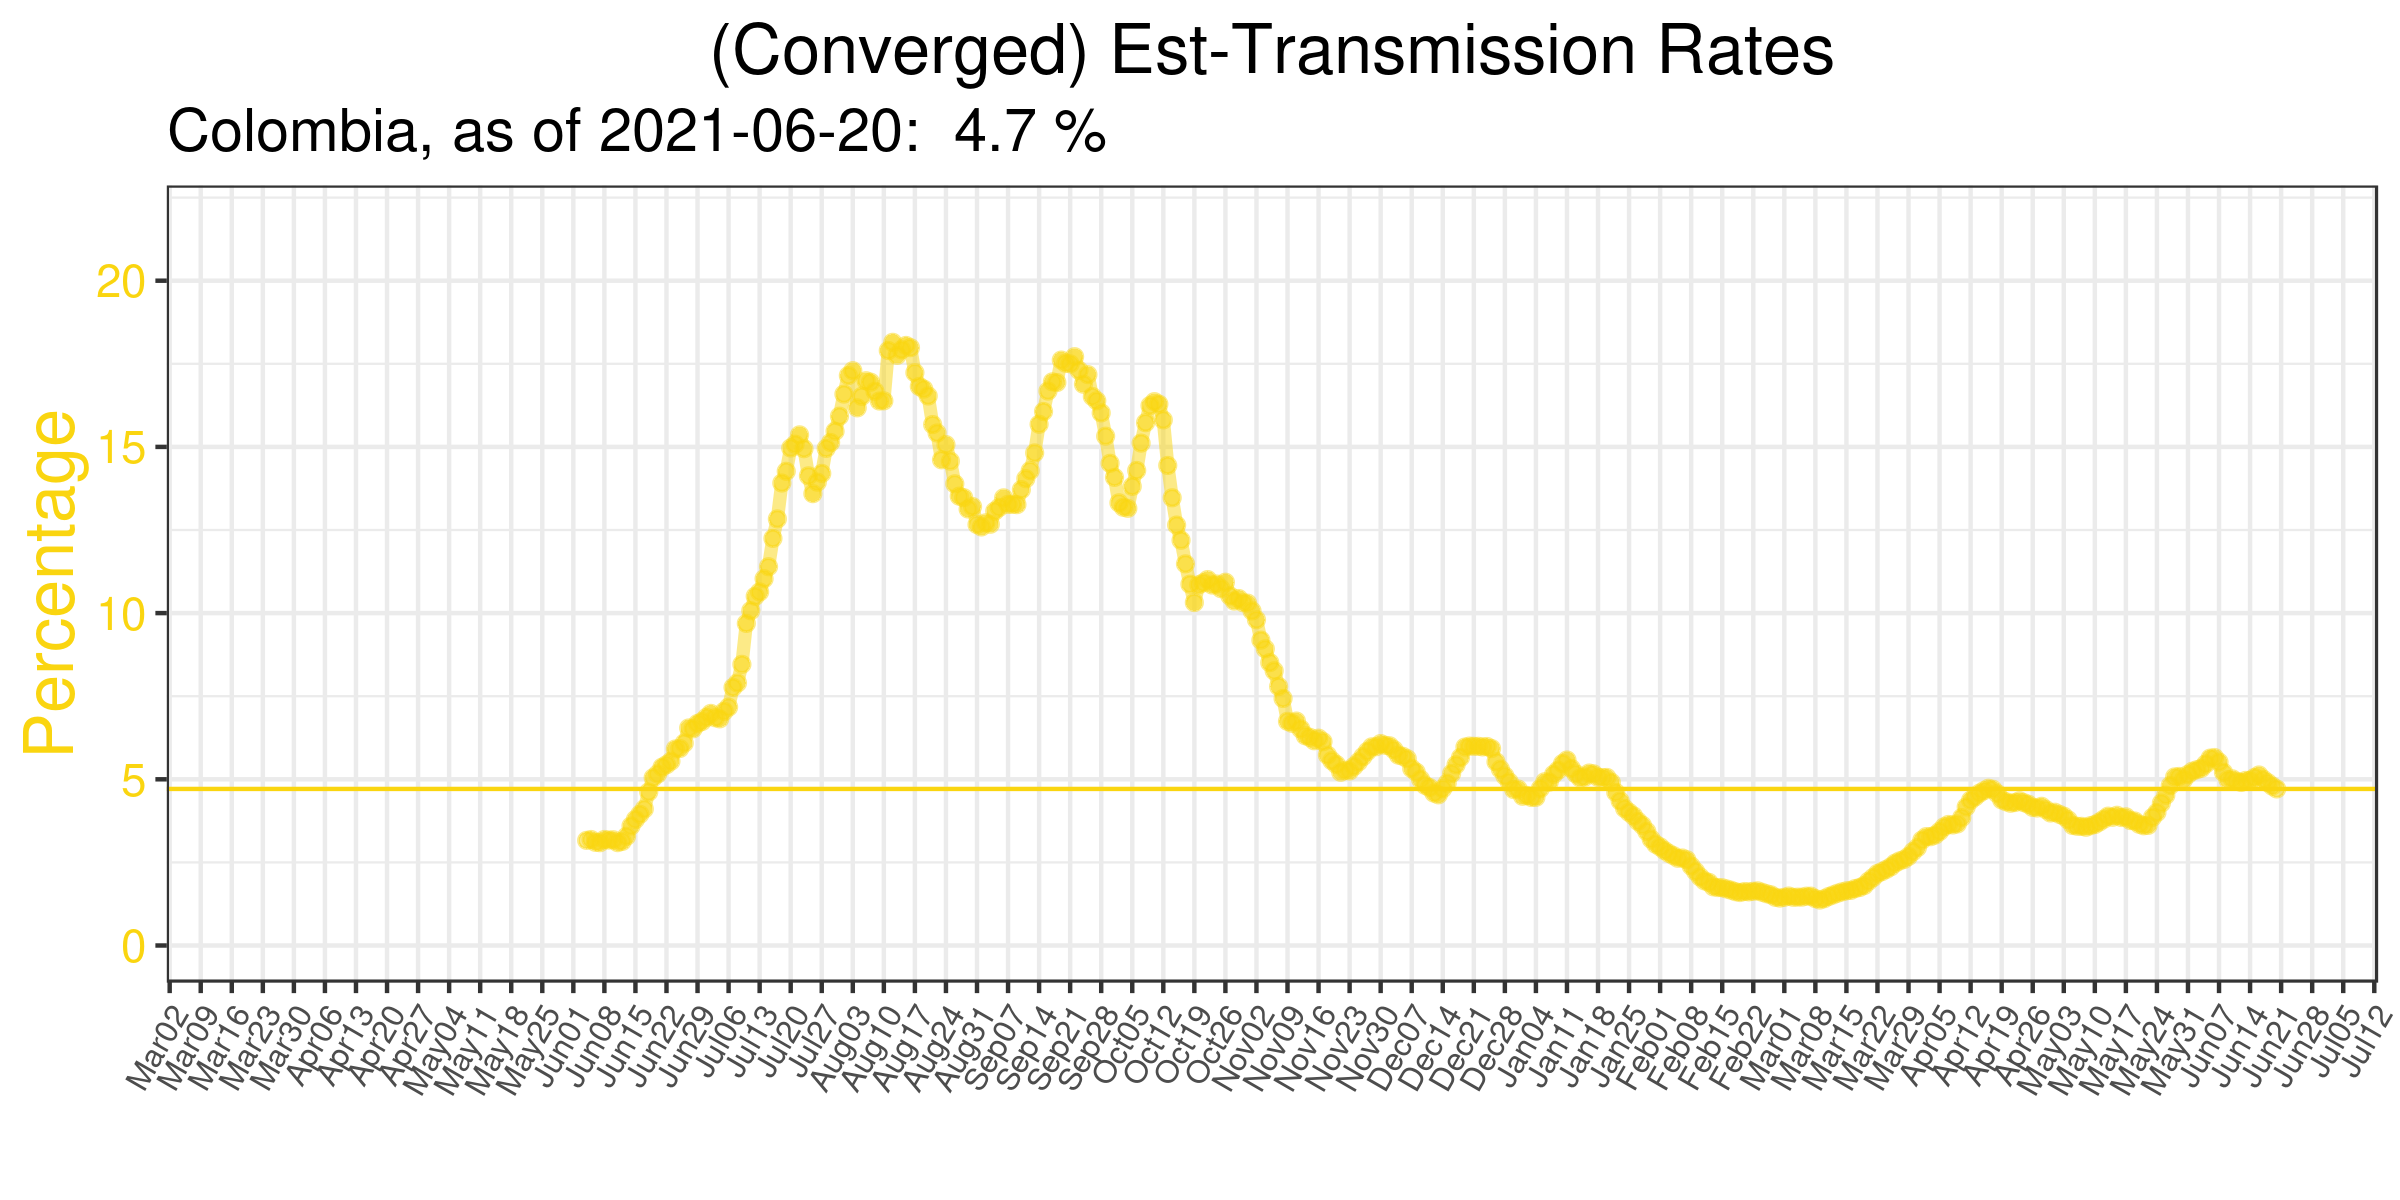 (Converged) Est-Transmission Rates
Colombia, as of 2021-06-20:  4.7 %
Percentage
20
15
10
5
0
Mar02 Mar09 Mar16 Mar23 Mar30 Apr06 Apr13 Apr20 Apr27 May04 May11 May18 May25 Jun01 Jun08 Jun15 Jun22 Jun29 Jul06 Jul13 Jul20 Jul27 Aug03 Aug10 Aug17 Aug24 Aug31 Sep07 Sep14 Sep21 Sep28 Oct05 Oct12 Oct19 Oct26 Nov02 Nov09 Nov16 Nov23 Nov30 Dec07 Dec14 Dec21 Dec28 Jan04 Jan11 Jan18 Jan25 Feb01 Feb08 Feb15 Feb22 Mar01 Mar08 Mar15 Mar22 Mar29 Apr05 Apr12 Apr19 Apr26 May03 May10 May17 May24 May31 Jun07 Jun14 Jun21 Jun28 Jul05 Jul12